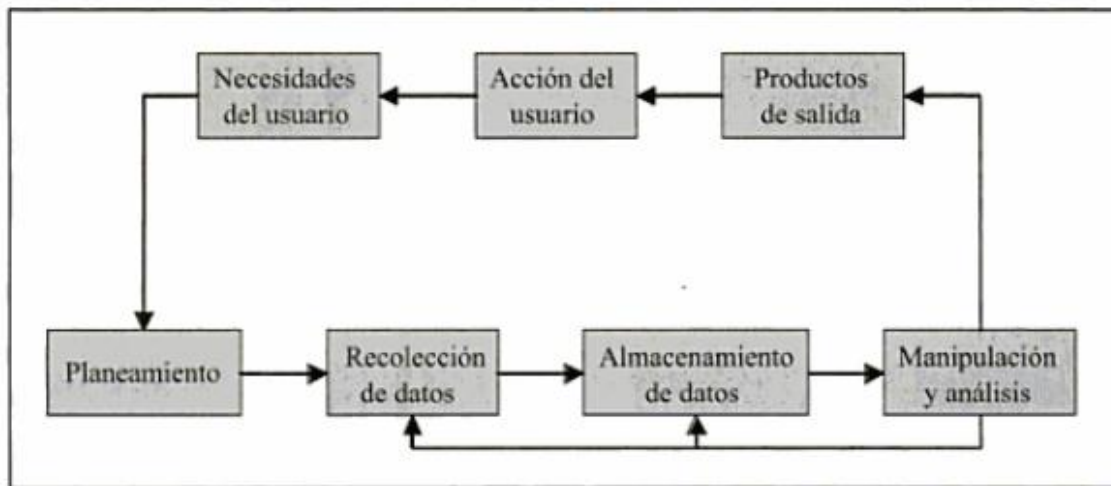 Necesidades
del usuario
Acción del
usuario
Productos
de salida
Planeamiento
Recolección
de datos
Almacenamiento
de datos
Manipulación
y análisis